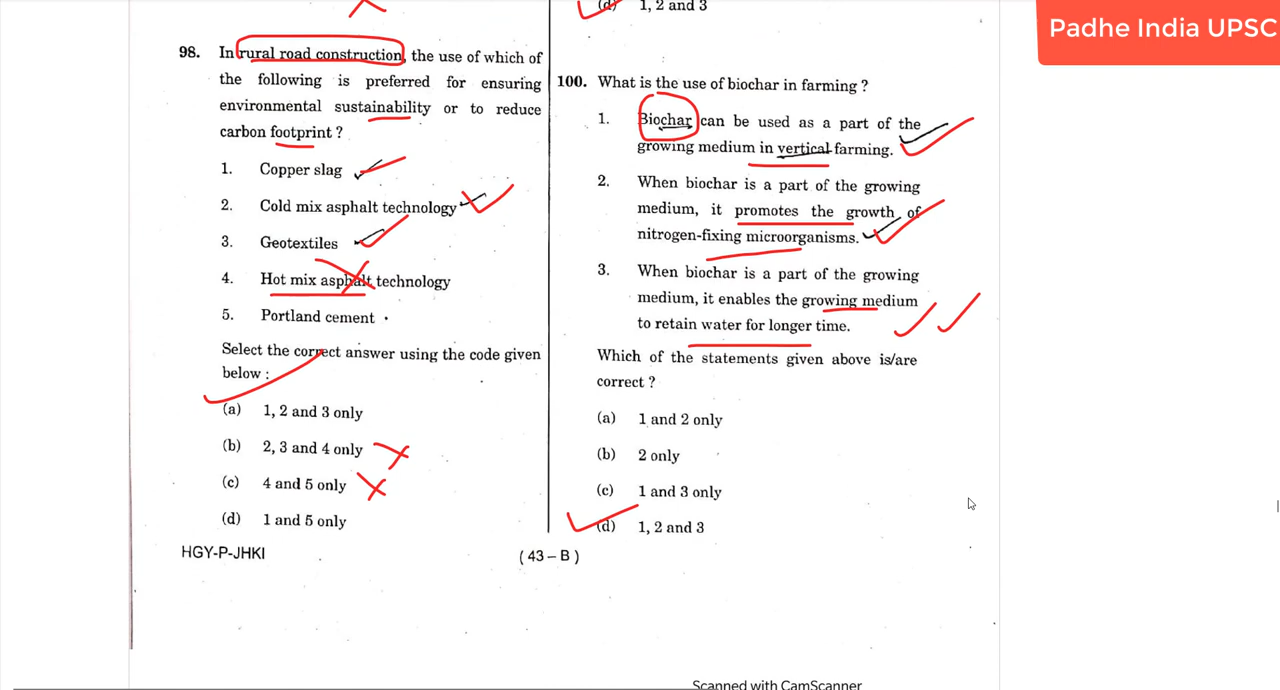 Padhe India UPSC
98. In rural road construction, the use of which of
the following is preferred for ensuring
environmental sustainability or to reduce
carbon footprint ?
1. Copper slag
2. Cold mix asphalt technology
3. Geotextiles
4. Hot mix asphalt technology
5. Portland cement
Select the correct answer using the code given
below :
(a) 1, 2 and 3 only
(b) 2, 3 and 4 only
(c) 4 and 5 only
(d) 1 and 5 only
HGY-P-JHKI
(d) 1, 2 and 3
100. What is the use of biochar in farming ?
1. Biochar can be used as a part of the
growing medium in vertical farming.
2. When biochar is a part of the growing
medium, it promotes the growth of
nitrogen-fixing microorganisms.
3. When biochar is a part of the growing
medium, it enables the growing medium
to retain water for longer time.
Which of the statements given above is/are
correct ?
(a) 1 and 2 only
(b) 2 only
(c) 1 and 3 only
(d) 1, 2 and 3
( 43 – B )
Scanned with CamScanner